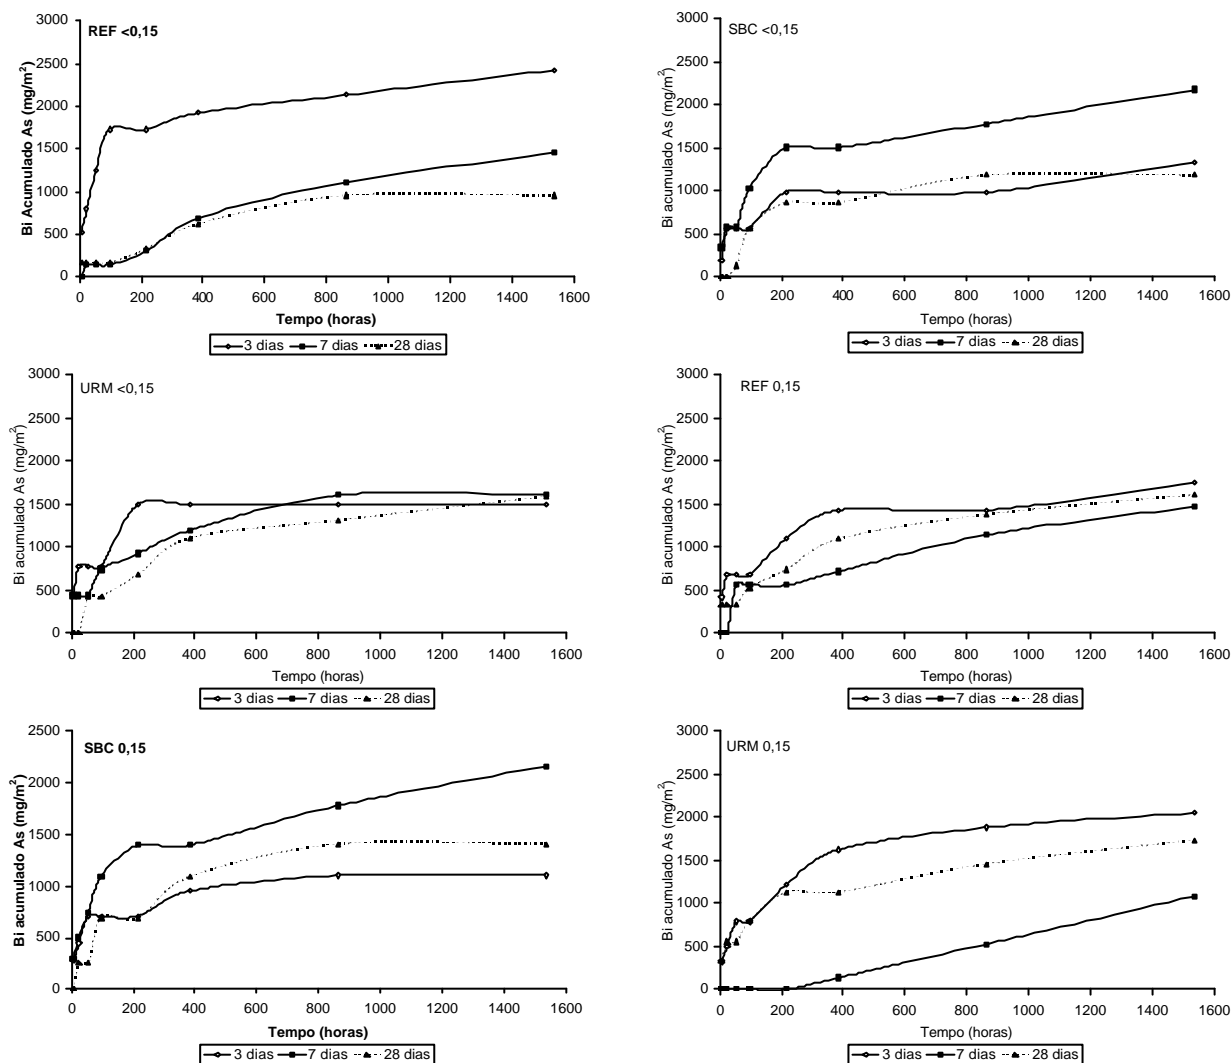 REF <0,15
Bi Acumulado As (mg/m²)
3000
2500
2000
1500
1000
500
0
0 200 400 600 800 1000 1200 1400 1600
Tempo (horas)
3 dias 7 dias 28 dias
SBC <0,15
Bi acumulado As (mg/m²)
3000
2500
2000
1500
1000
500
0
0 200 400 600 800 1000 1200 1400 1600
Tempo (horas)
3 dias 7 dias 28 dias
URM <0,15
Bi acumulado As (mg/m²)
3000
2500
2000
1500
1000
500
0
0 200 400 600 800 1000 1200 1400 1600
Tempo (horas)
3 dias 7 dias 28 dias
REF 0,15
Bi acumulado As (mg/m²)
3000
2500
2000
1500
1000
500
0
0 200 400 600 800 1000 1200 1400 1600
Tempo (horas)
3 dias 7 dias 28 dias
SBC 0,15
Bi acumulado As (mg/m²)
2500
2000
1500
1000
500
0
0 200 400 600 800 1000 1200 1400 1600
Tempo (horas)
3 dias 7 dias 28 dias
URM 0,15
Bi acumulado As (mg/m²)
3000
2500
2000
1500
1000
500
0
0 200 400 600 800 1000 1200 1400 1600
Tempo (horas)
3 dias 7 dias 28 dias